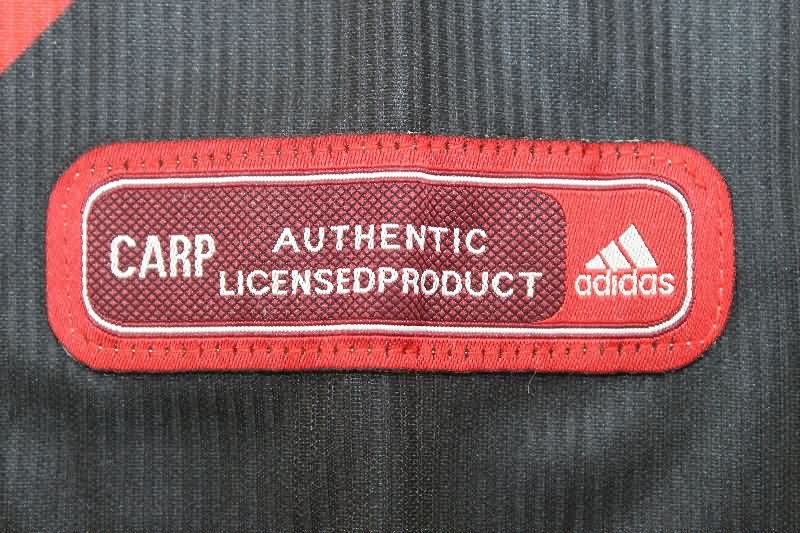 CARP
AUTHENTIC
LICENSEDPRODUCT
adidas